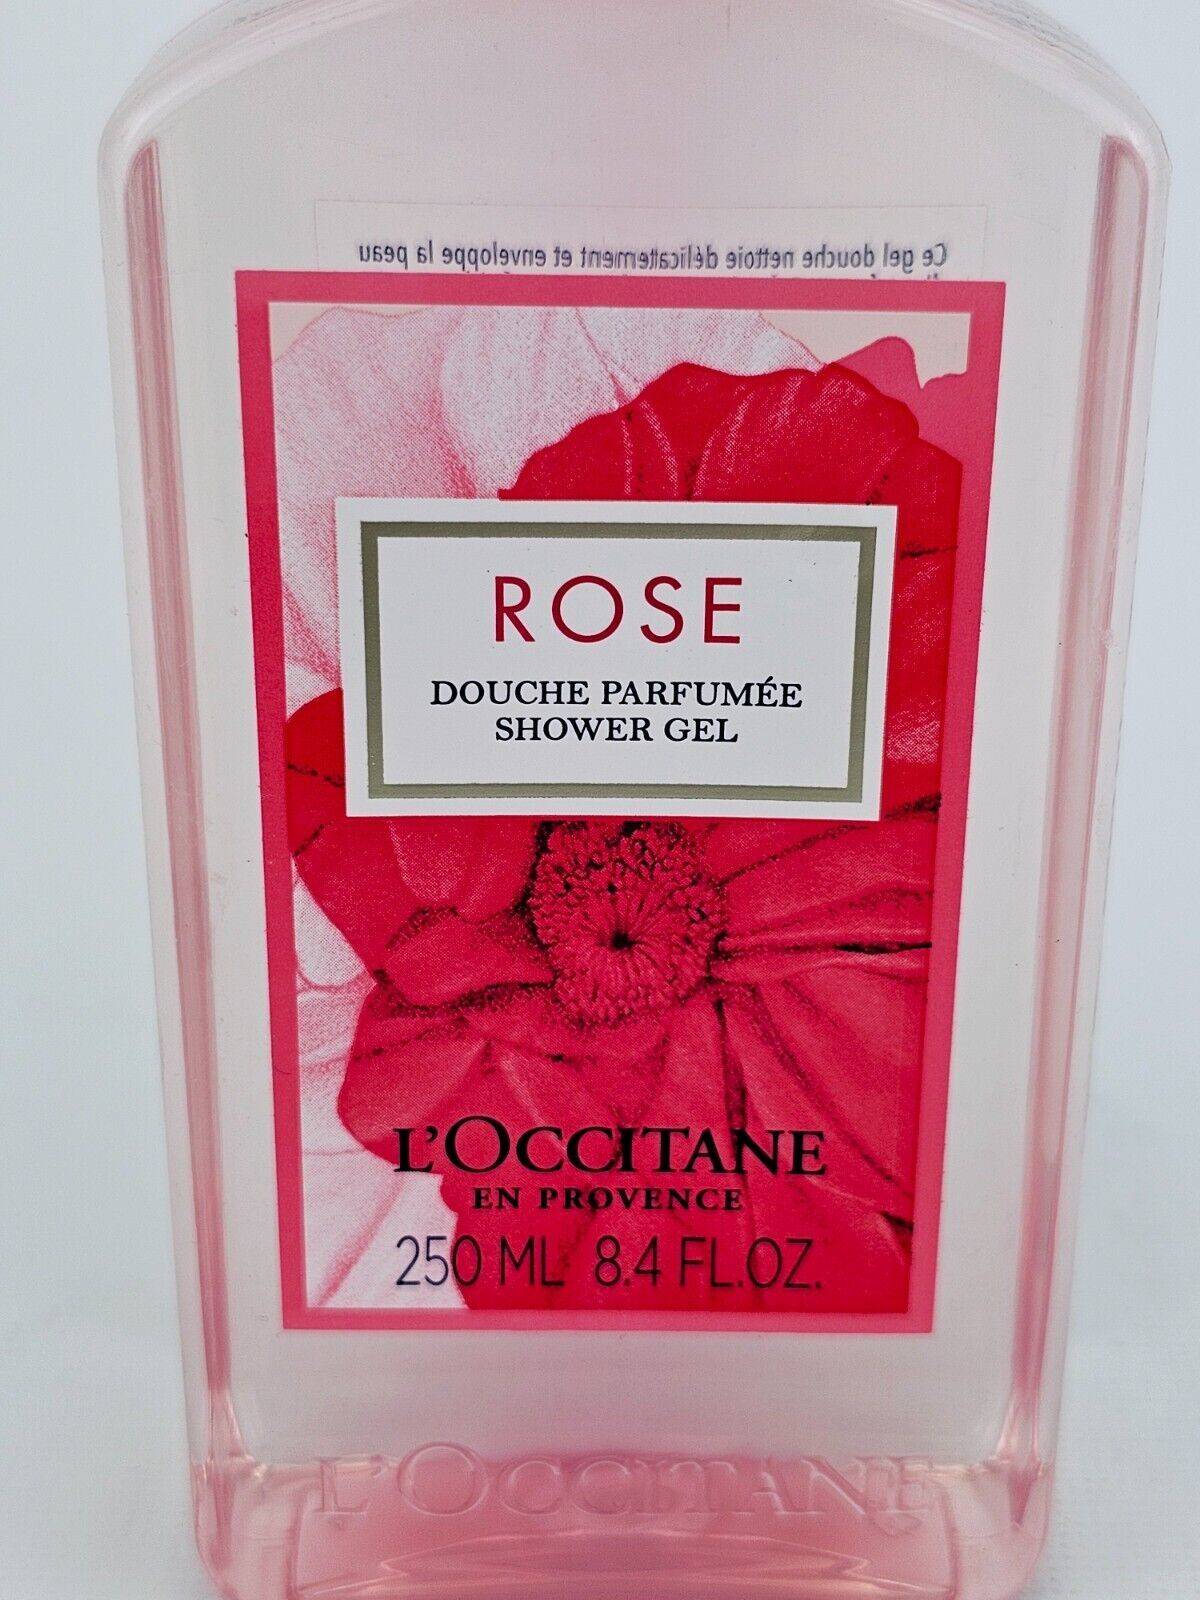 Ce gel douche nettoie délicatement et enveloppe la peau
ROSE
DOUCHE PARFUMÉE
SHOWER GEL
L'OCCITANE
EN PROVENCE
250 ML 8.4 FL.OZ.
L'OCCITANE